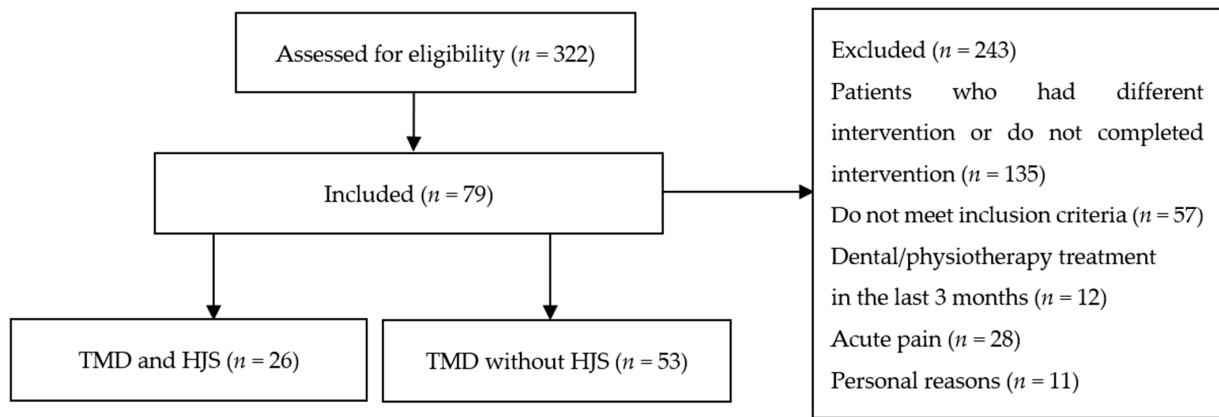 Assessed for eligibility (n = 322)
Included (n = 79)
TMD and HJS (n = 26)
TMD without HJS (n = 53)
Excluded (n = 243)
Patients who had different
intervention or do not completed
intervention (n = 135)
Do not meet inclusion criteria (n = 57)
Dental/physiotherapy treatment
in the last 3 months (n = 12)
Acute pain (n = 28)
Personal reasons (n = 11)